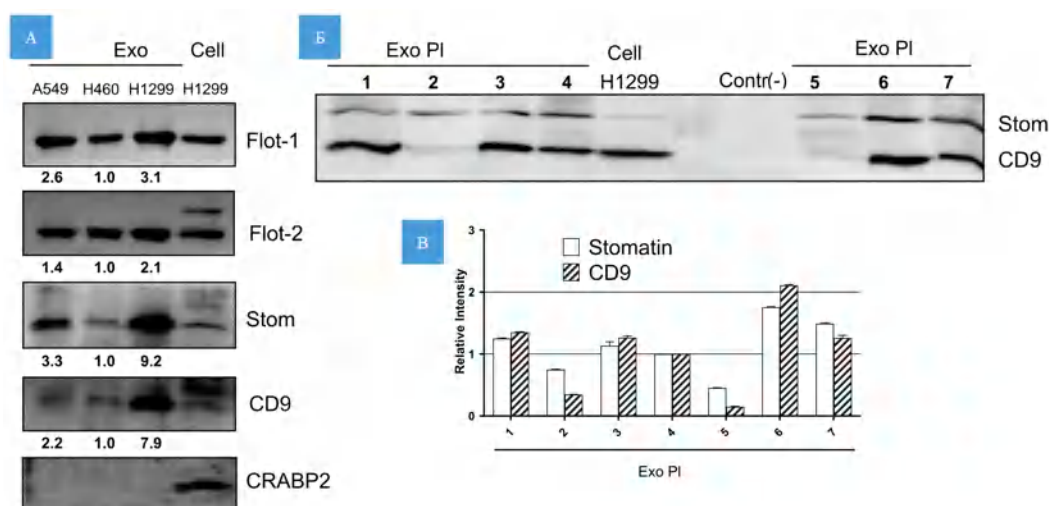 А
Exo Cell
A549 H460 H1299 H1299
Flot-1
2.6 1.0 3.1
Flot-2
1.4 1.0 2.1
Stom
3.3 1.0 9.2
CD9
2.2 1.0 7.9
CRABP2
Б
Exo Pl Cell Exo Pl
1 2 3 4 H1299 Contr(-) 5 6 7
Stom
CD9
В
Stomatin
CD9
Relative Intensity
3
2
1
0
1 2 3 4 5 6 7
Exo Pl